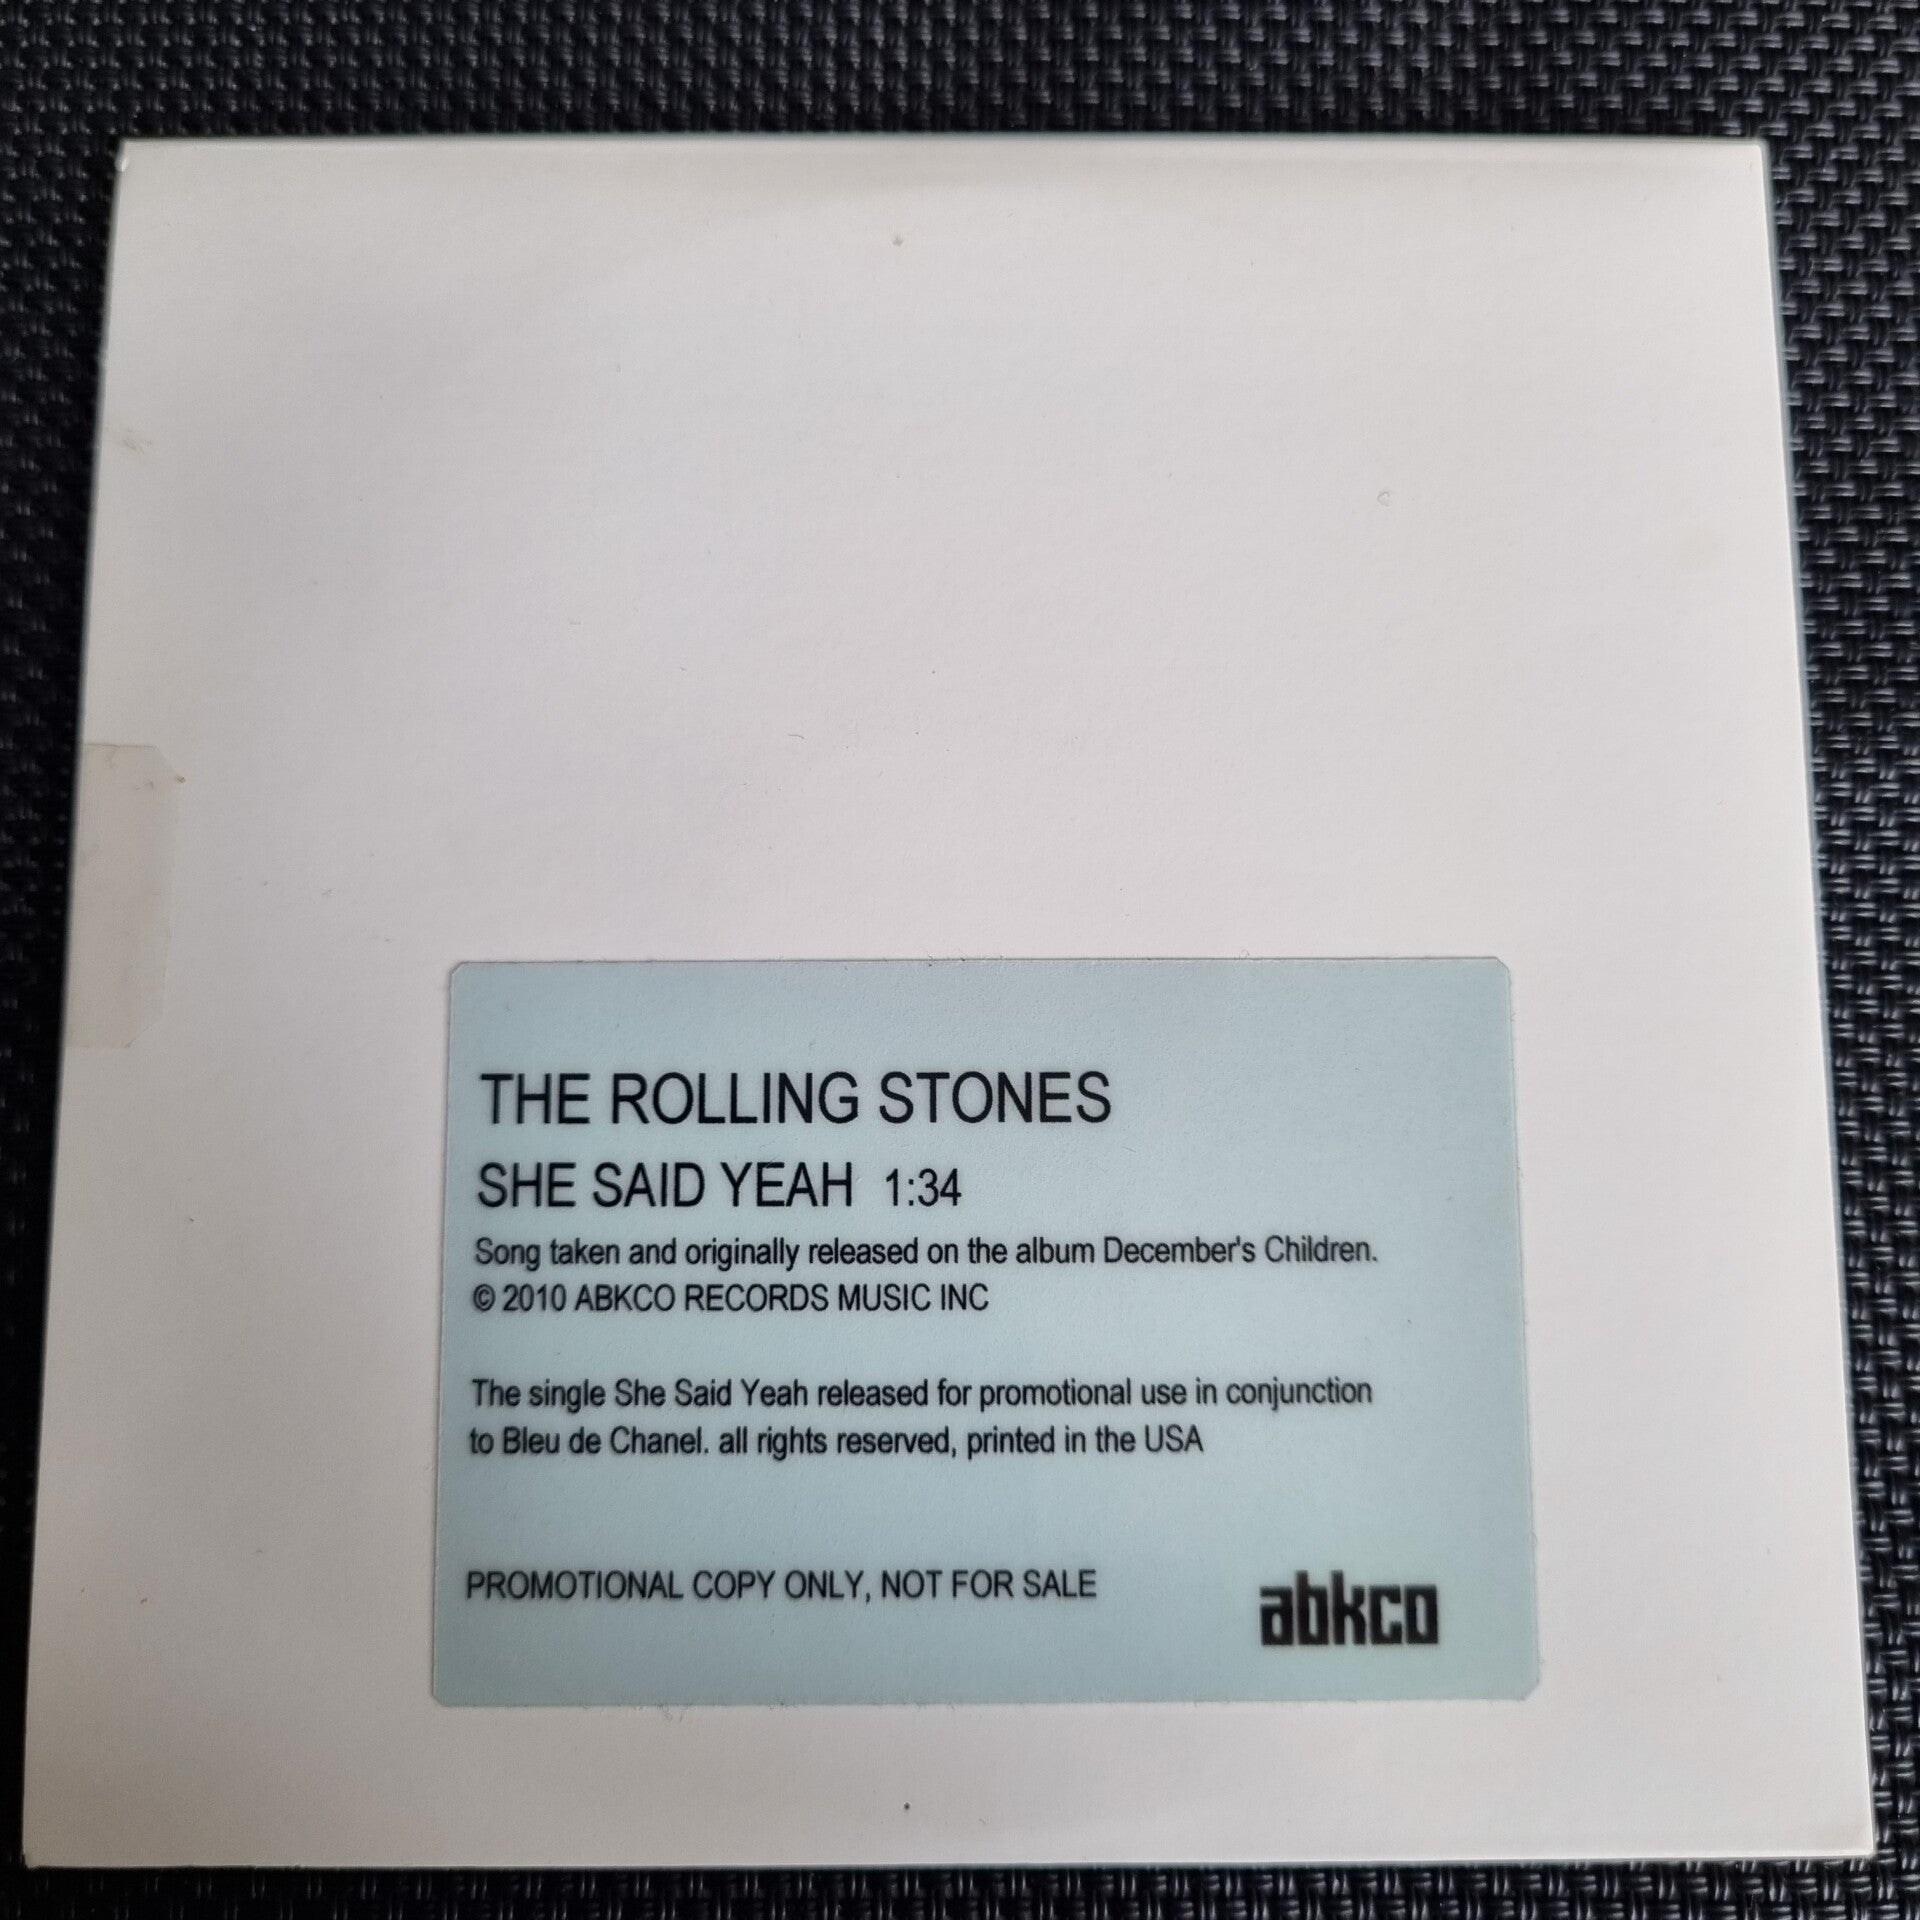 THE ROLLING STONES
SHE SAID YEAH 1:34
Song taken and originally released on the album December's Children.
© 2010 ABKCO RECORDS MUSIC INC
The single She Said Yeah released for promotional use in conjunction
to Bleu de Chanel. all rights reserved, printed in the USA
PROMOTIONAL COPY ONLY, NOT FOR SALE
abkco